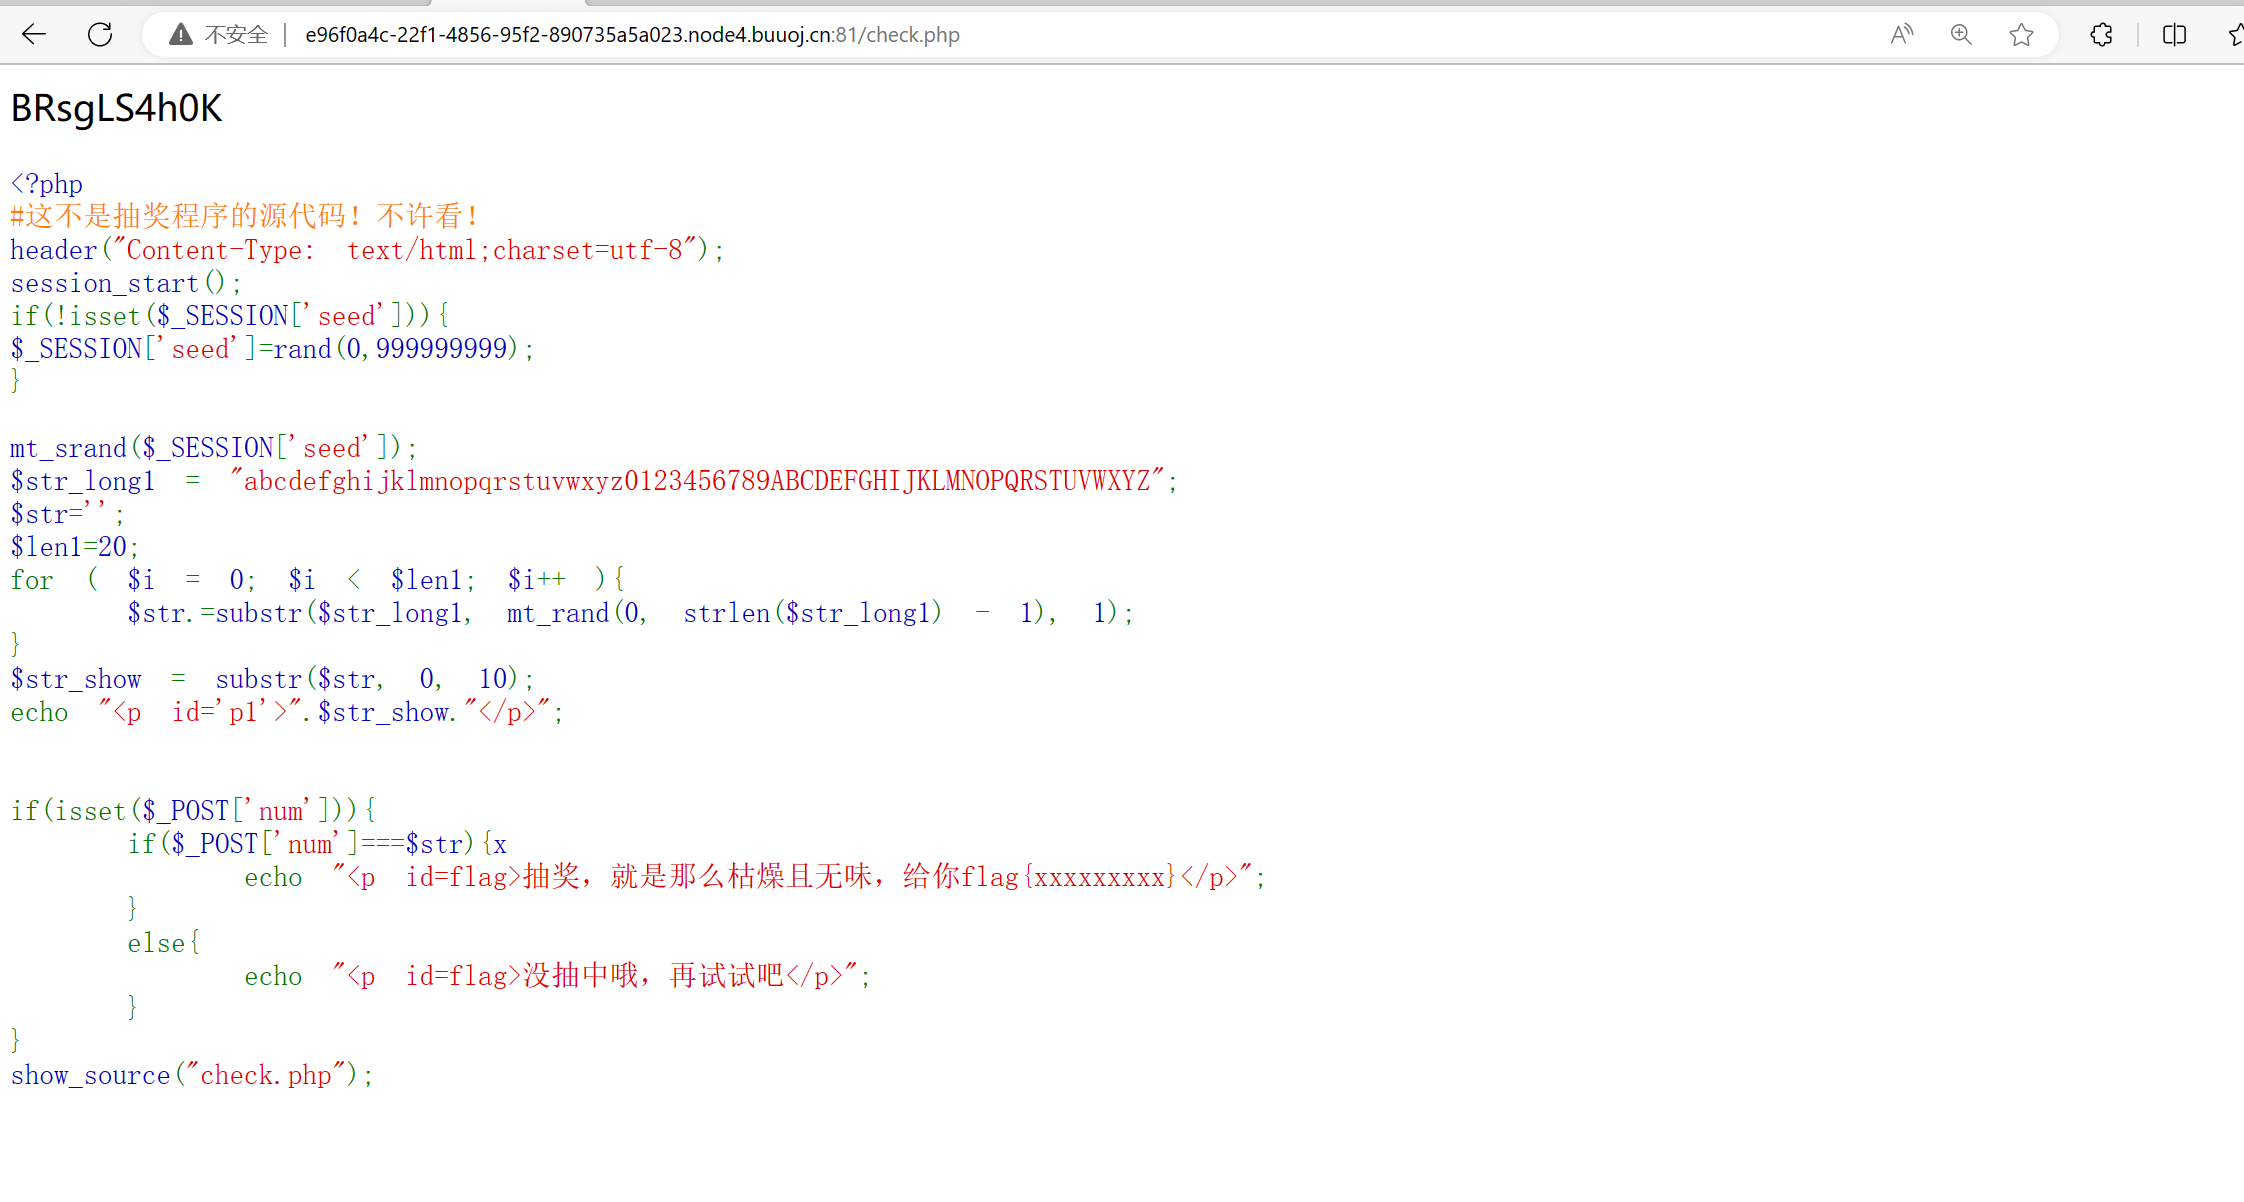 不安全 | e96f0a4c-22f1-4856-95f2-890735a5a023.node4.buuoj.cn:81/check.php
BRsgLS4h0K
<?php
#这不是抽奖程序的源代码！不许看！
header("Content-Type: text/html;charset=utf-8");
session_start();
if(!isset($_SESSION['seed'])){
$_SESSION['seed']=rand(0,999999999);
}
mt_srand($_SESSION['seed']);
$str_long1 = "abcdefghijklmnopqrstuvwxyz0123456789ABCDEFGHIJKLMNOPQRSTUVWXYZ";
$str='';
$len1=20;
for ( $i = 0; $i < $len1; $i++ ){
$str.=substr($str_long1, mt_rand(0, strlen($str_long1) - 1), 1);
}
$str_show = substr($str, 0, 10);
echo "<p id='p1'>".$str_show."</p>";
if(isset($_POST['num'])){
if($_POST['num']===$str){x
echo "<p id=flag>抽奖，就是那么枯燥且无味，给你flag{xxxxxxxxx}</p>";
}
else{
echo "<p id=flag>没抽中哦，再试试吧</p>";
}
}
show_source("check.php");